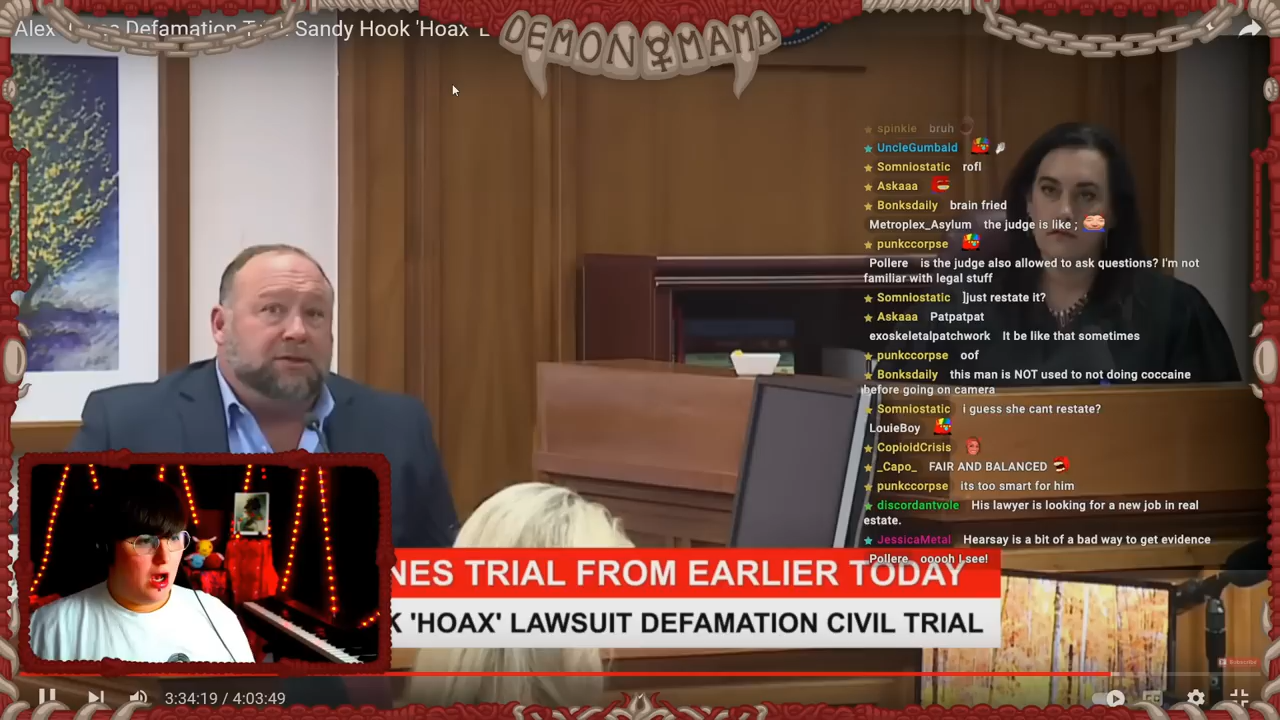 Alex Defamation Sandy Hook 'Hoax'
DEMON MAMA
spinkie bruh
UncleGumbald
Somniostatic rofl
Askaaa
Bonksdaily brain fried
Metroplex_Asylum the judge is like ;
punkccorpse
Pollere is the judge also allowed to ask questions? I'm not
familiar with legal stuff
Somniostatic ]just restate it?
Askaaa Patpatpat
exoskeletalpatchwork It be like that sometimes
punkccorpse oof
Bonksdaily this man is NOT used to not doing coccaine
before going on camera
Somniostatic i guess she cant restate?
LouieBoy
CopioidCrisis
_Capo_ FAIR AND BALANCED
punkccorpse its too smart for him
discordantvole His lawyer is looking for a new job in real
estate.
JessicaMetal Hearsay is a bit of a bad way to get evidence
Pollere ooooh I see!
NES TRIAL FROM EARLIER TODAY
K 'HOAX' LAWSUIT DEFAMATION CIVIL TRIAL
Subscribe
3:34:19 / 4:03:49